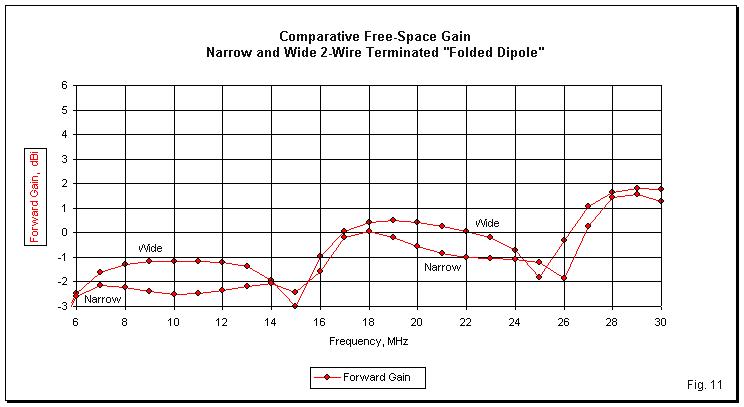 Comparative Free-Space Gain
Narrow and Wide 2-Wire Terminated "Folded Dipole"
6
5
4
3
2
1
0
-1
-2
-3
Forward Gain, dBi
Wide
Narrow
Wide
Narrow
6 8 10 12 14 16 18 20 22 24 26 28 30
Frequency, MHz
Forward Gain
Fig. 11